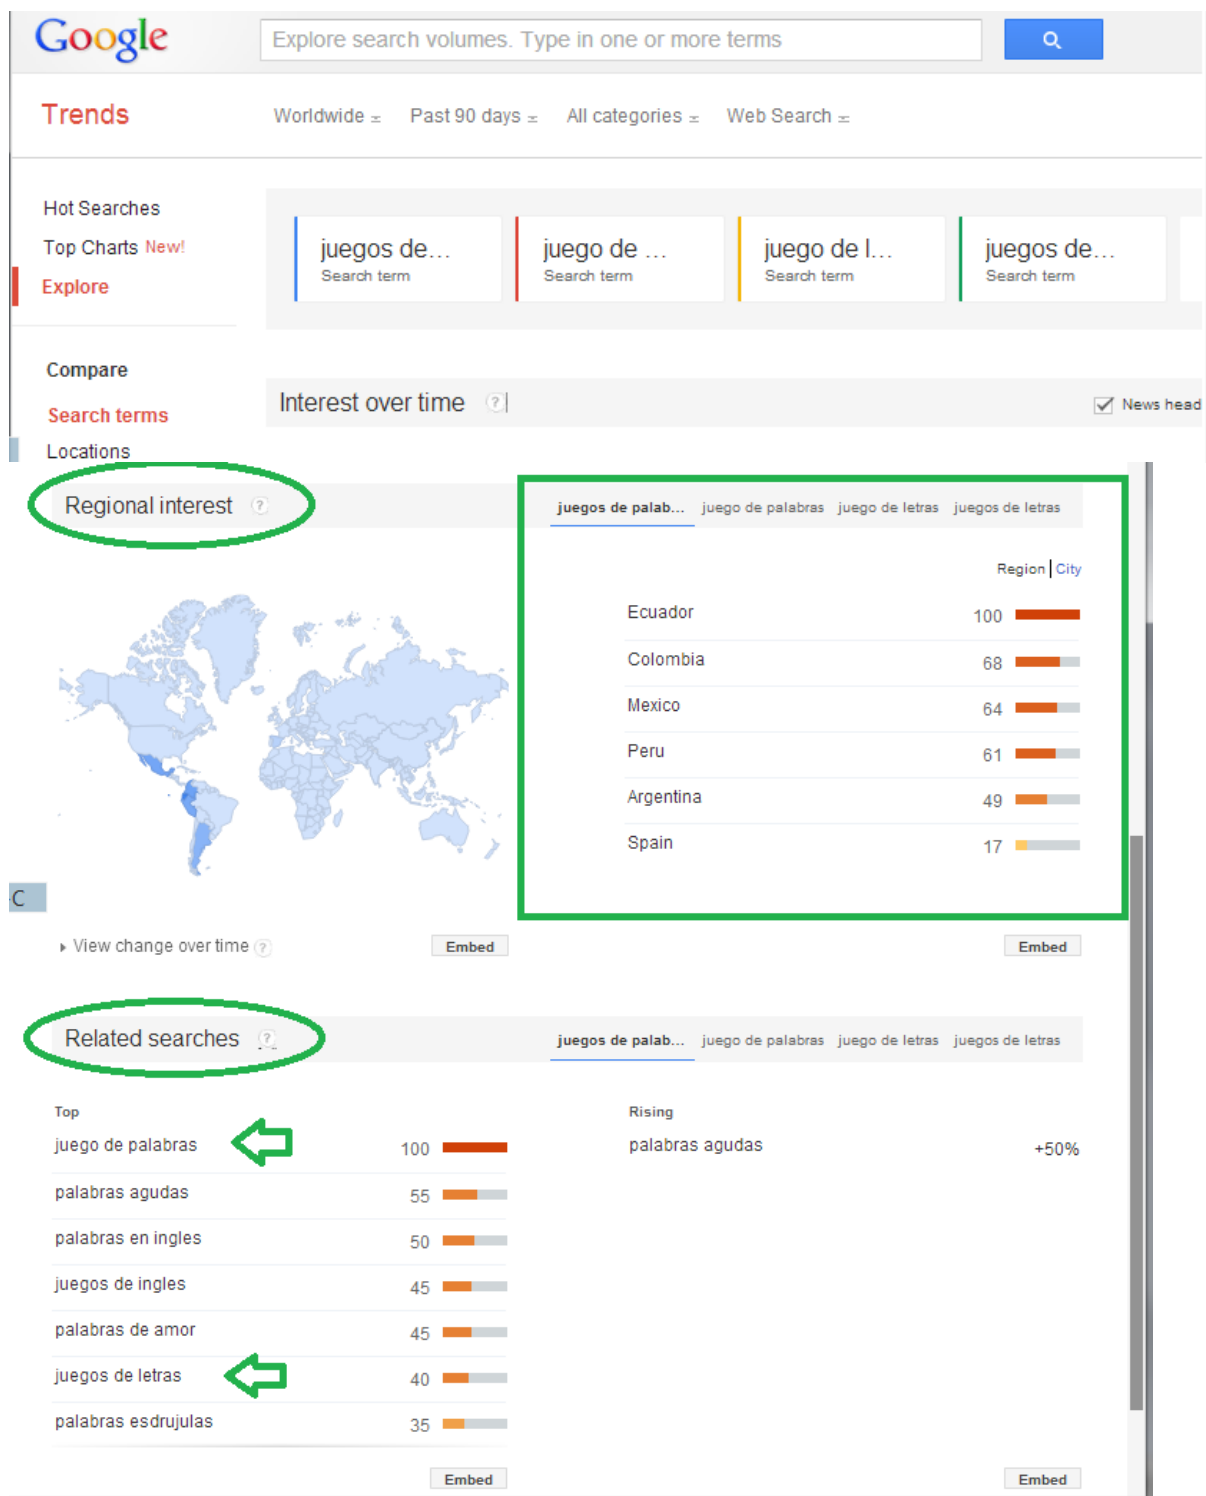 Google
Explore search volumes. Type in one or more terms
Trends
Worldwide Past 90 days All categories Web Search
Hot Searches
Top Charts New!
Explore
juegos de... juego de ... juego de l... juegos de...
Search term Search term Search term Search term
Compare
Search terms
Locations
Interest over time ?
News head
Regional interest ?
juegos de palab... juego de palabras juego de letras juegos de letras
Region City
Ecuador 100
Colombia 68
Mexico 64
Peru 61
Argentina 49
Spain 17
C
View change over time ? Embed Embed
Related searches ?
juegos de palab... juego de palabras juego de letras juegos de letras
Top
juego de palabras 100
palabras agudas 55
palabras en ingles 50
juegos de ingles 45
palabras de amor 45
juegos de letras 40
palabras esdrujulas 35
Embed
Rising
palabras agudas +50%
Embed